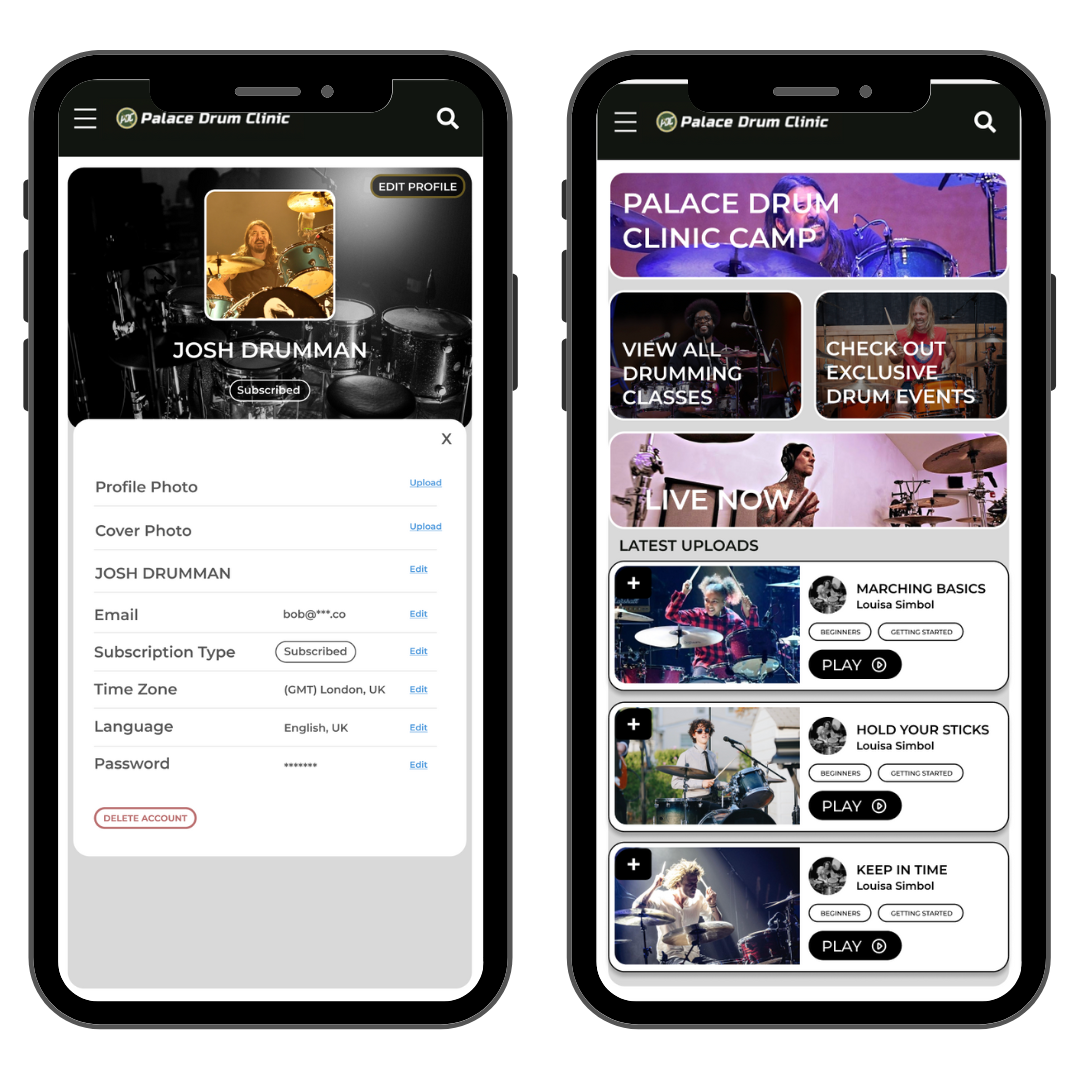 Palace Drum Clinic
EDIT PROFILE
JOSH DRUMMAN
Subscribed
X
Profile Photo Upload
Cover Photo Upload
JOSH DRUMMAN Edit
Email bob@***.co Edit
Subscription Type Subscribed Edit
Time Zone (GMT) London, UK Edit
Language English, UK Edit
Password ******* Edit
DELETE ACCOUNT
Palace Drum Clinic
PALACE DRUM
CLINIC CAMP
VIEW ALL
DRUMMING
CLASSES
CHECK OUT
EXCLUSIVE
DRUM EVENTS
LIVE NOW
LATEST UPLOADS
+
MARCHING BASICS
Louisa Simbol
BEGINNERS GETTING STARTED
PLAY
+
HOLD YOUR STICKS
Louisa Simbol
BEGINNERS GETTING STARTED
PLAY
+
KEEP IN TIME
Louisa Simbol
BEGINNERS GETTING STARTED
PLAY